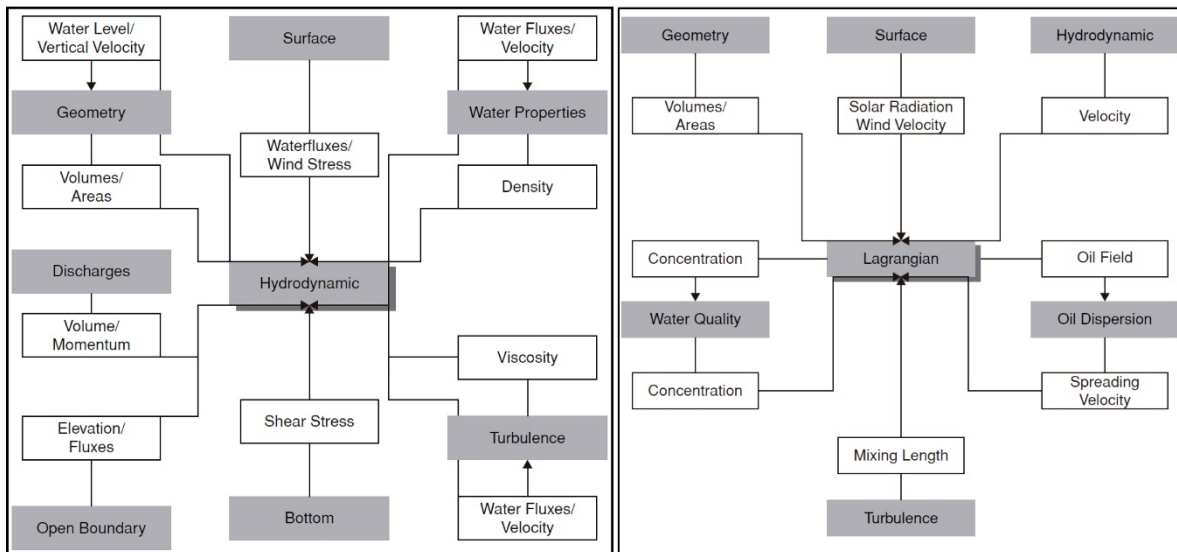 Water Level/
Vertical Velocity
Surface
Water Fluxes/
Velocity
Geometry
Water Properties
Waterfluxes/
Wind Stress
Volumes/
Areas
Density
Discharges
Hydrodynamic
Volume/
Momentum
Viscosity
Elevation/
Fluxes
Shear Stress
Turbulence
Open Boundary
Bottom
Water Fluxes/
Velocity
Geometry
Surface
Hydrodynamic
Volumes/
Areas
Solar Radiation
Wind Velocity
Velocity
Concentration
Lagrangian
Oil Field
Water Quality
Oil Dispersion
Concentration
Spreading
Velocity
Mixing Length
Turbulence